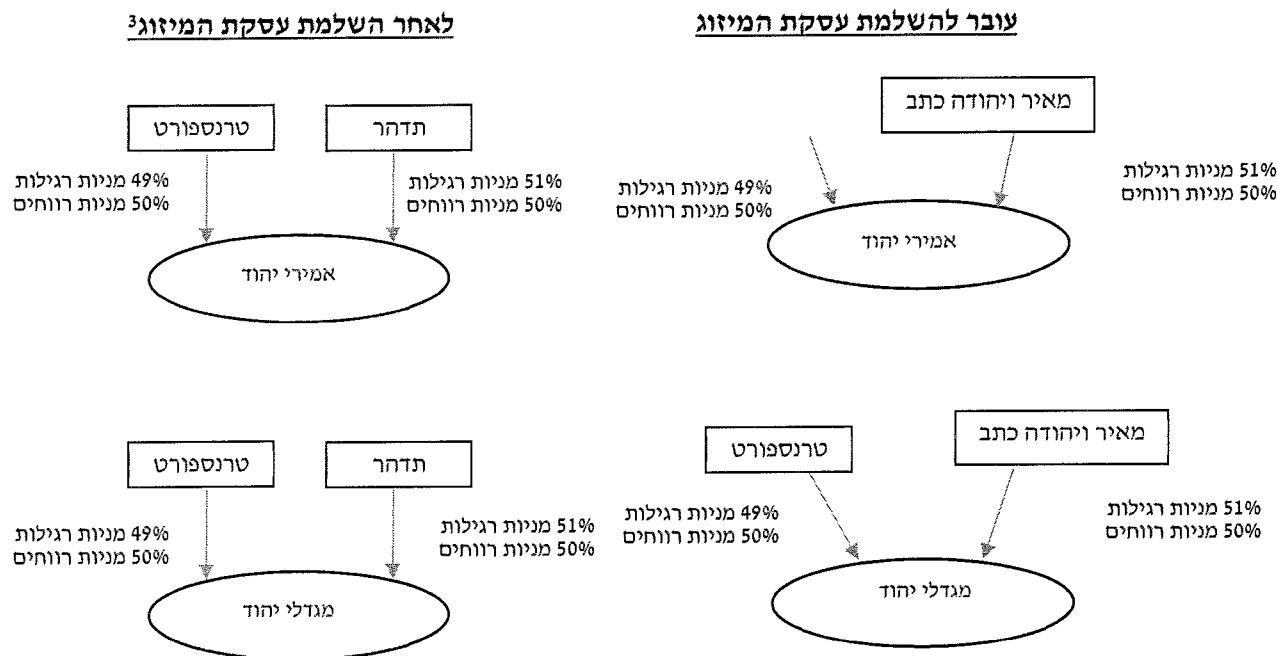 עובר להשלמת עסקת המיזוג
מאיר ויהודה כתב
51% מניות רגילות
50% מניות רווחים
49% מניות רגילות
50% מניות רווחים
אמירי יהוד
מאיר ויהודה כתב
טרנספורט
51% מניות רגילות
50% מניות רווחים
49% מניות רגילות
50% מניות רווחים
מגדלי יהוד
לאחר השלמת עסקת המיזוג³
תדהר
טרנספורט
51% מניות רגילות
50% מניות רווחים
49% מניות רגילות
50% מניות רווחים
אמירי יהוד
תדהר
טרנספורט
51% מניות רגילות
50% מניות רווחים
49% מניות רגילות
50% מניות רווחים
מגדלי יהוד